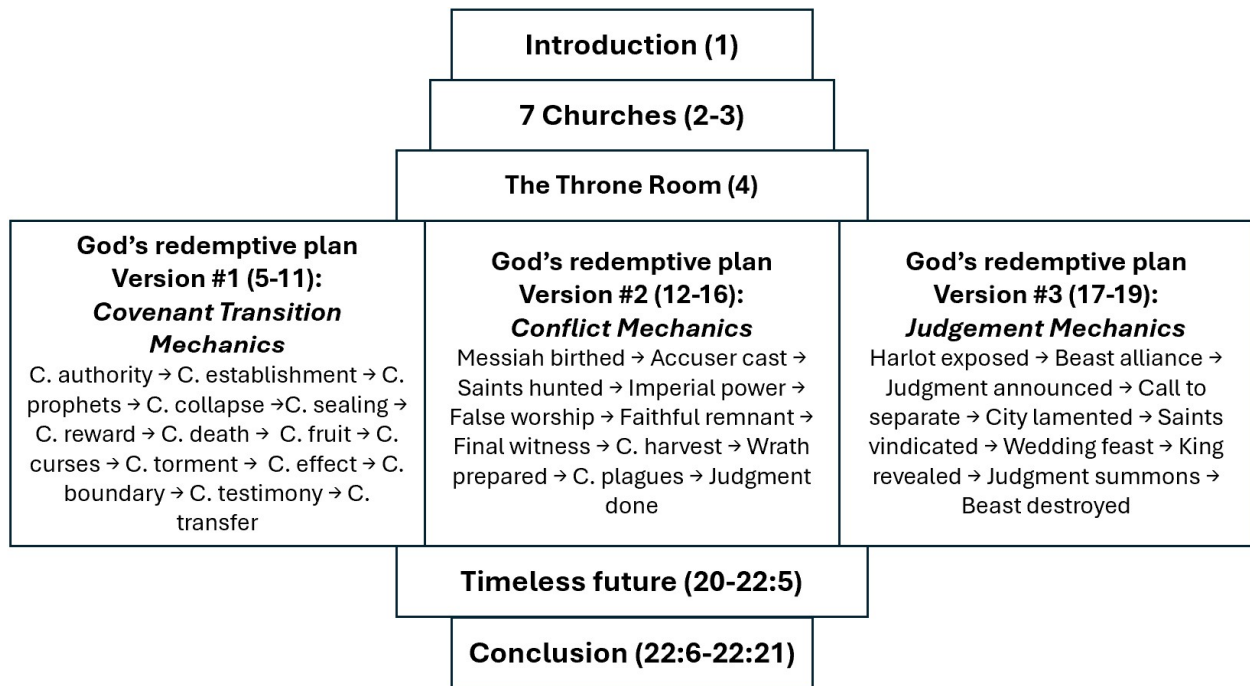 Introduction (1)
7 Churches (2-3)
The Throne Room (4)
God’s redemptive plan
Version #1 (5-11):
Covenant Transition
Mechanics
C. authority → C. establishment → C.
prophets → C. collapse →C. sealing →
C. reward → C. death → C. fruit → C.
curses → C. torment → C. effect → C.
boundary → C. testimony → C.
transfer
God’s redemptive plan
Version #2 (12-16):
Conflict Mechanics
Messiah birthed → Accuser cast →
Saints hunted → Imperial power →
False worship → Faithful remnant →
Final witness → C. harvest → Wrath
prepared → C. plagues → Judgment
done
God’s redemptive plan
Version #3 (17-19):
Judgement Mechanics
Harlot exposed → Beast alliance →
Judgment announced → Call to
separate → City lamented → Saints
vindicated → Wedding feast → King
revealed → Judgment summons →
Beast destroyed
Timeless future (20-22:5)
Conclusion (22:6-22:21)